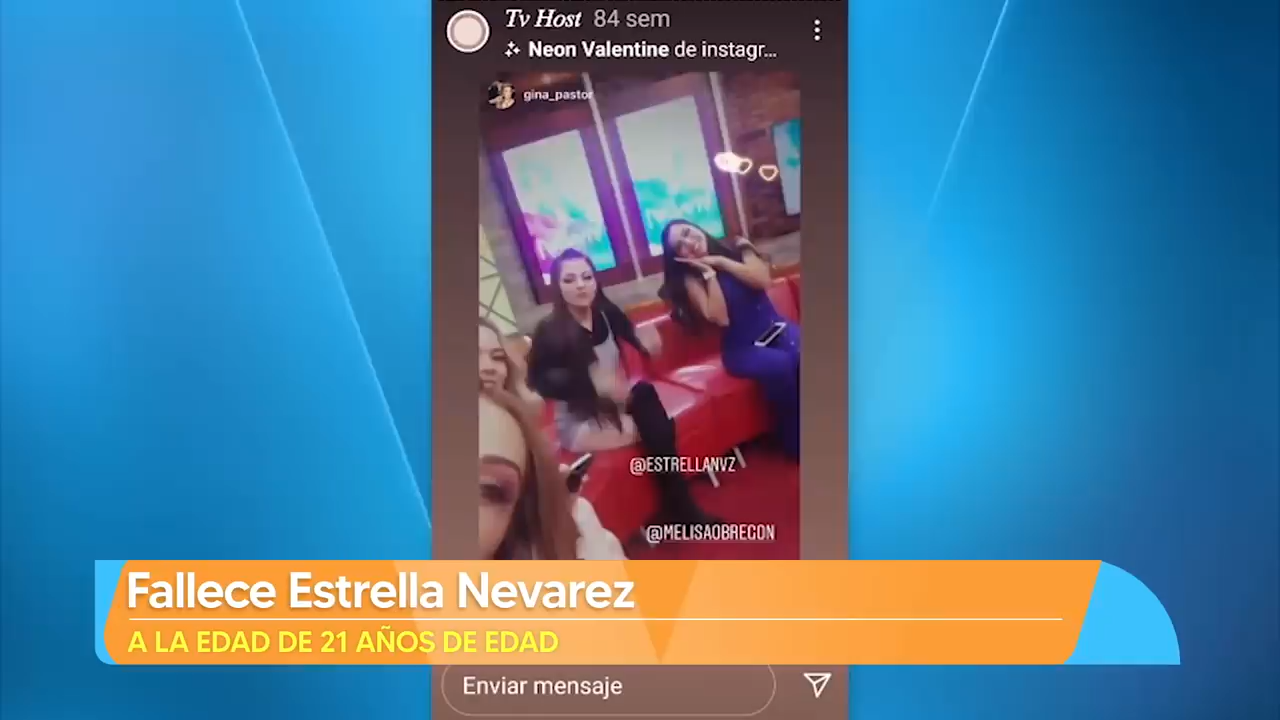 Tv Host 84 sem
Neon Valentine de instagr...
gina_pastor
@ESTRELLANVZ
@MELISAOBREGON
Fallece Estrella Nevarez
A LA EDAD DE 21 AÑOS DE EDAD
Enviar mensaje